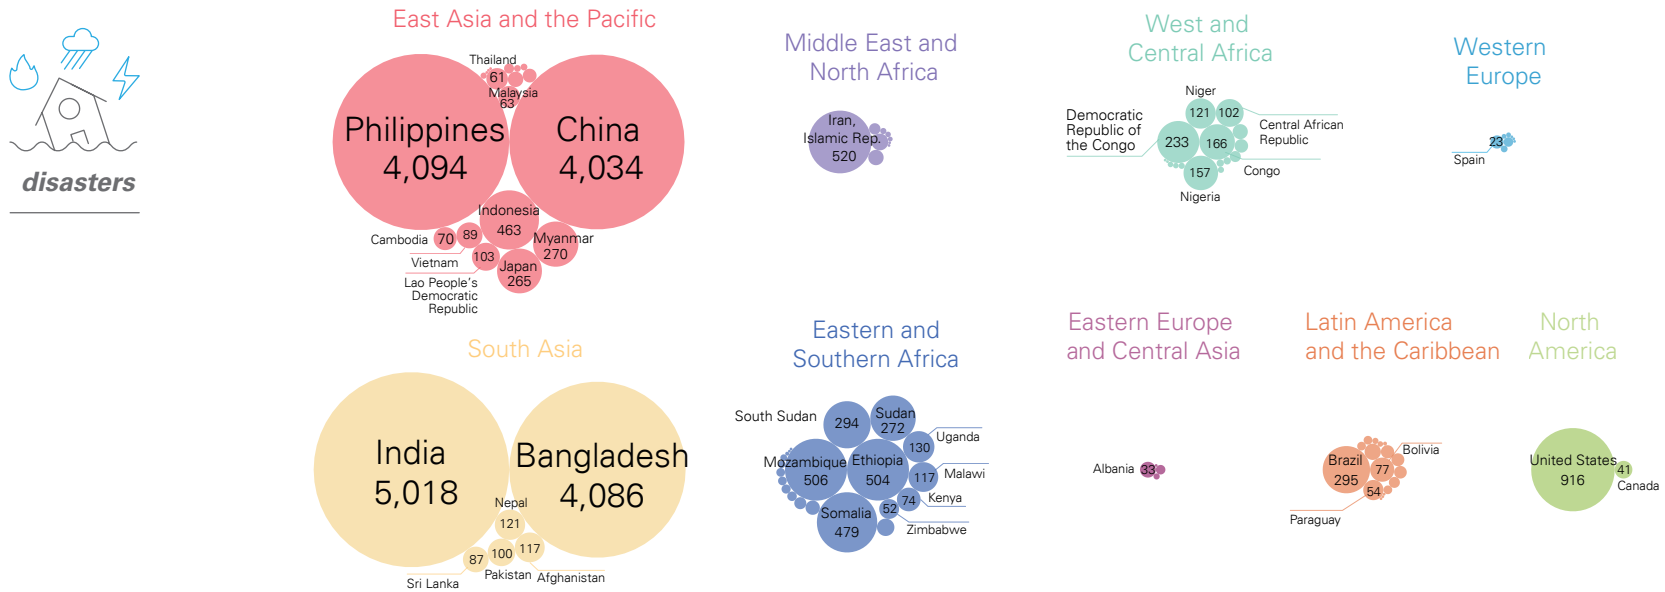 disasters
East Asia and the Pacific
Thailand
61
Malaysia
63
Philippines
4,094
China
4,034
Indonesia
463
Myanmar
270
Cambodia
70
89
Vietnam
103
Japan
265
Lao People's
Democratic
Republic
Middle East and
North Africa
Iran,
Islamic Rep.
520
West and
Central Africa
Niger
121
102
Democratic
Republic of
the Congo
Central African
Republic
233
166
157
Congo
Nigeria
Western
Europe
23
Spain
South Asia
India
5,018
Bangladesh
4,086
Nepal
121
87
100
117
Sri Lanka
Pakistan
Afghanistan
Eastern and
Southern Africa
South Sudan
294
Sudan
272
Uganda
130
Mozambique
506
Ethiopia
504
117
Malawi
74
Kenya
52
Zimbabwe
Somalia
479
Eastern Europe
and Central Asia
Albania
33
Latin America
and the Caribbean
Bolivia
Brazil
295
77
54
Paraguay
North
America
United States
916
41
Canada